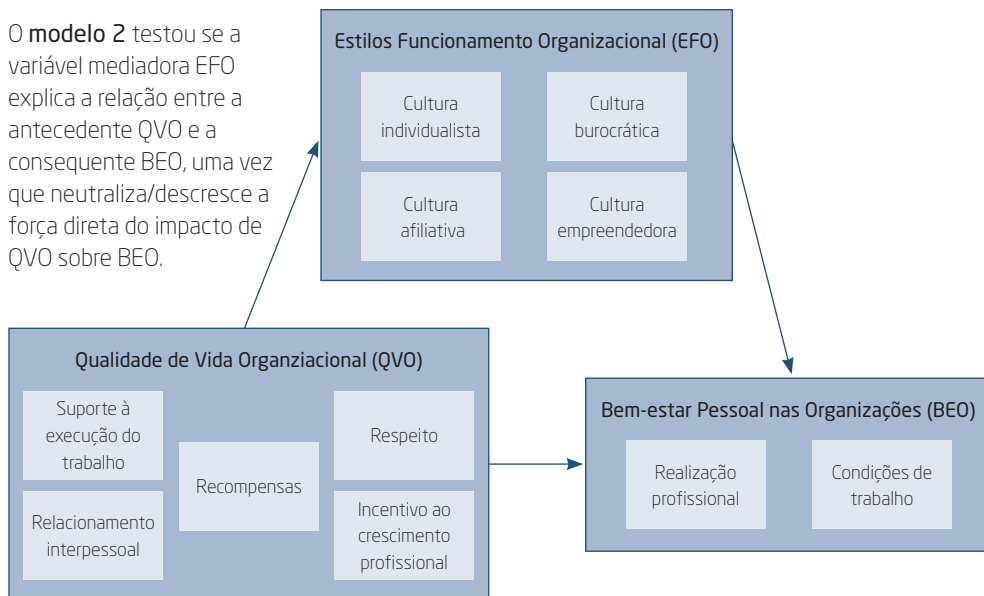 O modelo 2 testou se a
variável mediadora EFO
explica a relação entre a
antecedente QVO e a
consequente BEO, uma vez
que neutraliza/descresce a
força direta do impacto de
QVO sobre BEO.
Estilos Funcionamento Organizacional (EFO)
Cultura
individualista
Cultura
burocrática
Cultura
afiliativa
Cultura
empreendedora
Qualidade de Vida Organziacional (QVO)
Suporte à
execução do
trabalho
Relacionamento
interpessoal
Recompensas
Respeito
Incentivo ao
crescimento
profissional
Bem-estar Pessoal nas Organizações (BEO)
Realização
profissional
Condições de
trabalho